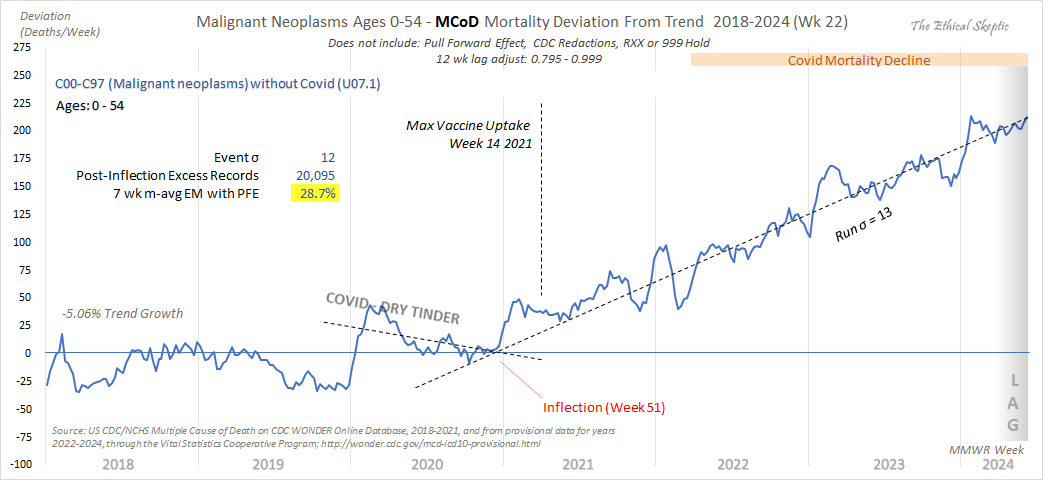 Deviation
(Deaths/Week)
Malignant Neoplasms Ages 0-54 - MCoD Mortality Deviation From Trend 2018-2024 (Wk 22)
The Ethical Skeptic
Does not include: Pull Forward Effect, CDC Redactions, RXX or 999 Hold
12 wk lag adjust: 0.795 - 0.999
275
250
225
200
175
150
125
100
75
50
25
0
-25
-50
-75
-100
Covid Mortality Decline
C00-C97 (Malignant neoplasms) without Covid (U07.1)
Ages: 0 - 54
Max Vaccine Uptake
Week 14 2021
Event σ 12
Post-Inflection Excess Records 20,095
7 wk m-avg EM with PFE 28.7%
Run σ = 13
COVID - DRY TINDER
-5.06% Trend Growth
Inflection (Week 51)
L
A
G
Source: US CDC/NCHS Multiple Cause of Death on CDC WONDER Online Database, 2018-2021, and from provisional data for years
2022-2024, through the Vital Statistics Cooperative Program; http://wonder.cdc.gov/mcd-icd10-provisional.html
MMWR Week
2018 2019 2020 2021 2022 2023 2024